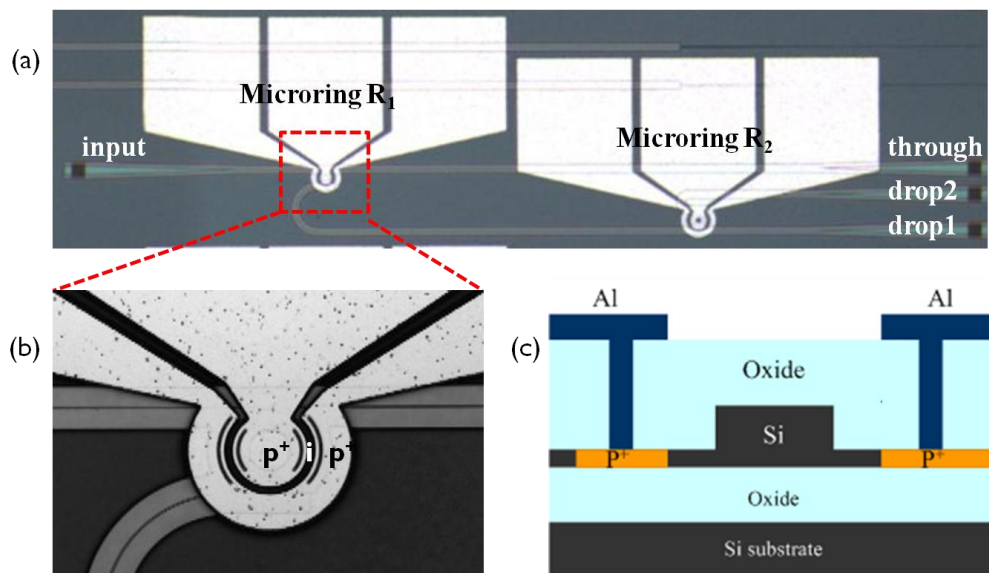 (a)
Microring R₁
Microring R₂
input
through
drop2
drop1
(b)
p⁺ i p⁺
(c)
Al Al
Oxide
Si
P⁺ P⁺
Oxide
Si substrate